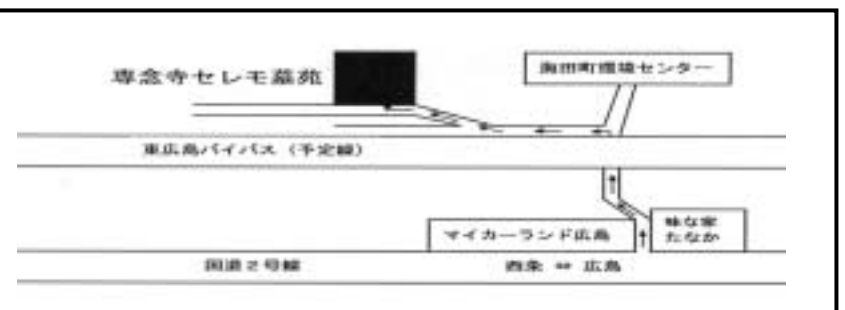 専念寺セレモ墓苑
海田町環境センター
東広島バイパス（予定線）
マイカーランド広島
味な家
たなか
国道２号線
西条 ⇔ 広島